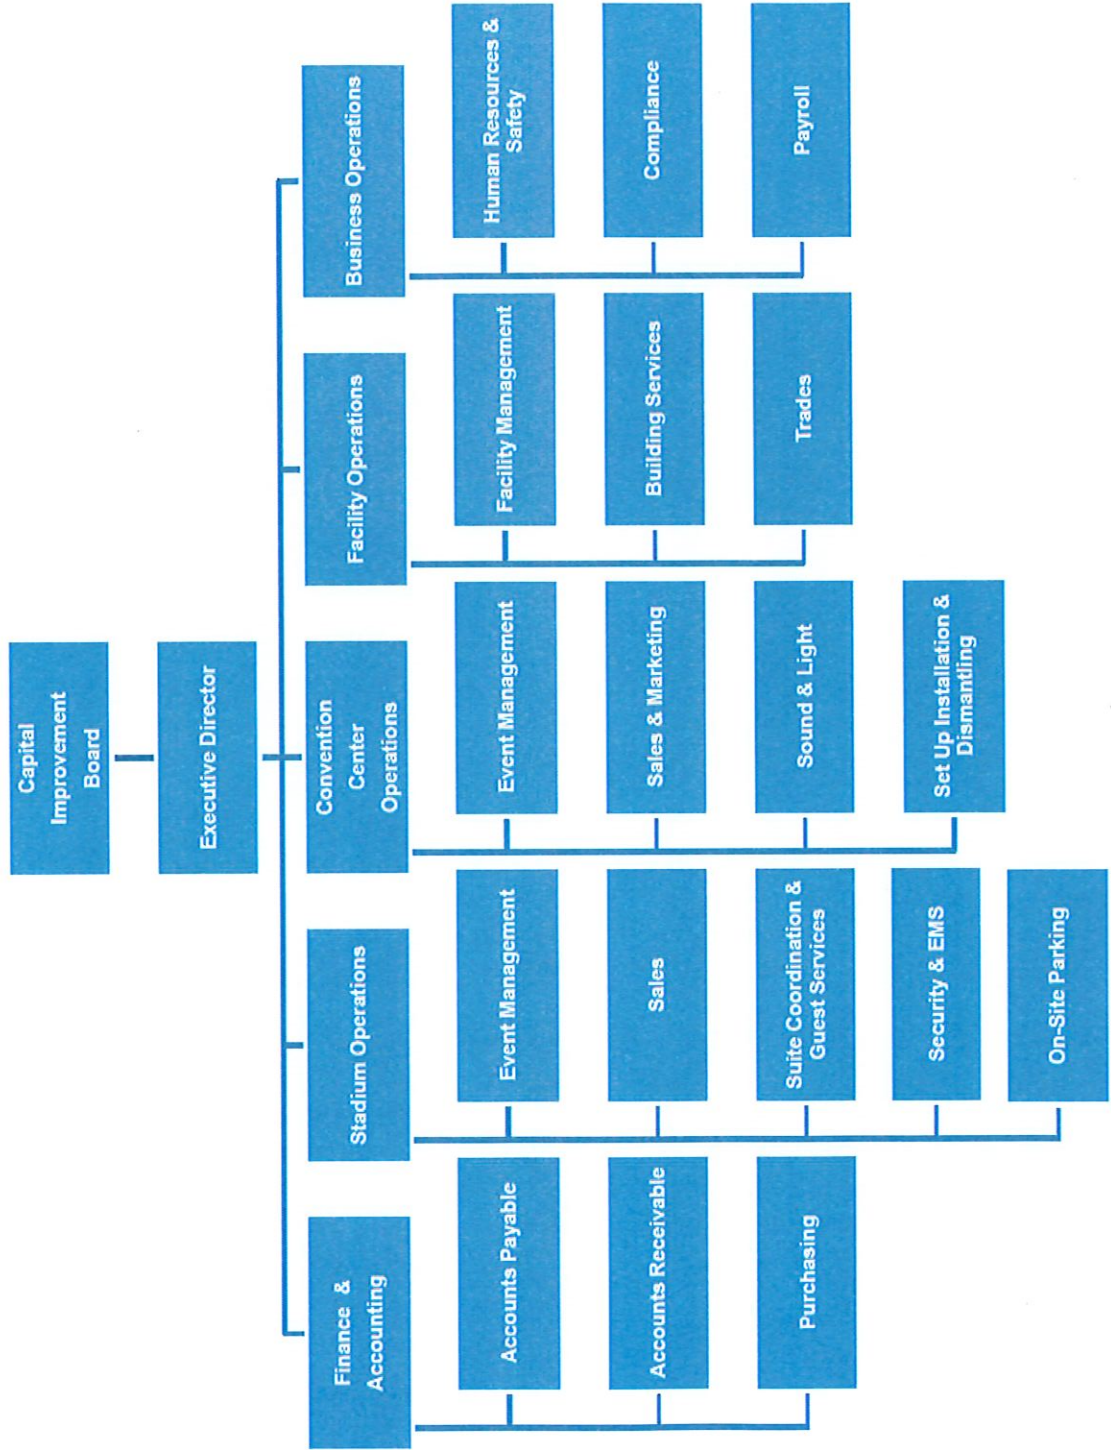 Capital
Improvement
Board
Executive Director
Finance &
Accounting
Accounts Payable
Accounts Receivable
Purchasing
Stadium Operations
Event Management
Sales
Suite Coordination &
Guest Services
Security & EMS
On-Site Parking
Convention
Center
Operations
Event Management
Sales & Marketing
Sound & Light
Set Up Installation &
Dismantling
Facility Operations
Facility Management
Building Services
Trades
Business Operations
Human Resources &
Safety
Compliance
Payroll